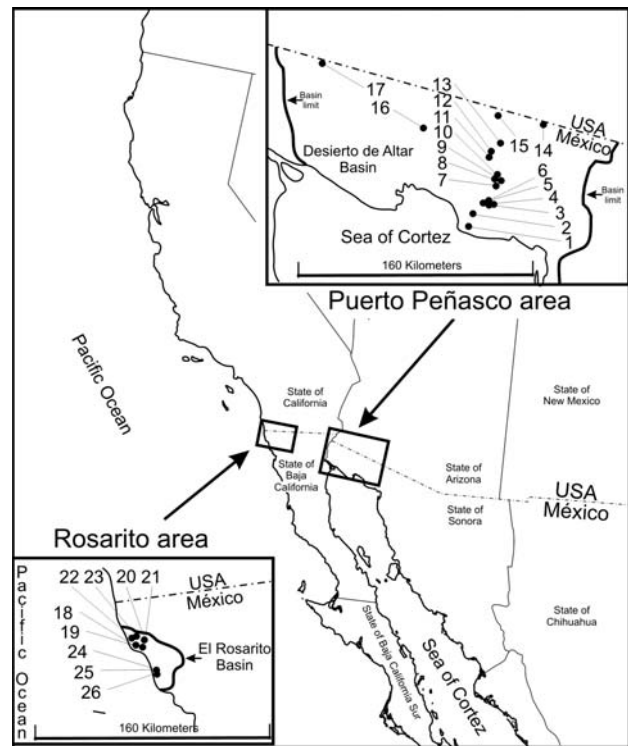 13
12
11
10
9
8
7
17
16
Basin
limit
USA
México
15
14
6
5
4
3
2
1
Desierto de Altar
Basin
Basin
limit
Sea of Cortez
160 Kilometers
Puerto Peñasco area
Pacific Ocean
State of
California
State of
New Mexico
State of
Baja
California
State of
Arizona
USA
México
State of
Sonora
Rosarito area
State of
Chihuahua
State of Baja California Sur
Sea of Cortez
Pacific Ocean
22 23 20 21
USA
México
18
19
24
25
26
El Rosarito
Basin
160 Kilometers